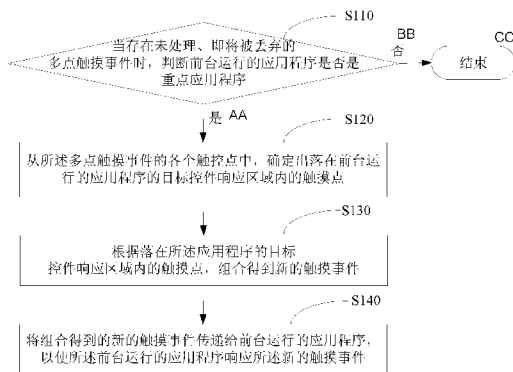 S110
当存在未处理、即将被丢弃的
多点触摸事件时，判断前台运行的应用程序是否是
重点应用程序
BB
否
CC
结束
是 AA
S120
从所述多点触摸事件的各个触控点中，确定出落在前台运
行的应用程序的目标控件响应区域内的触摸点
S130
根据落在所述应用程序的目标
控件响应区域内的触摸点，组合得到新的触摸事件
S140
将组合得到的新的触摸事件传递给前台运行的应用程序，
以使所述前台运行的应用程序响应所述新的触摸事件